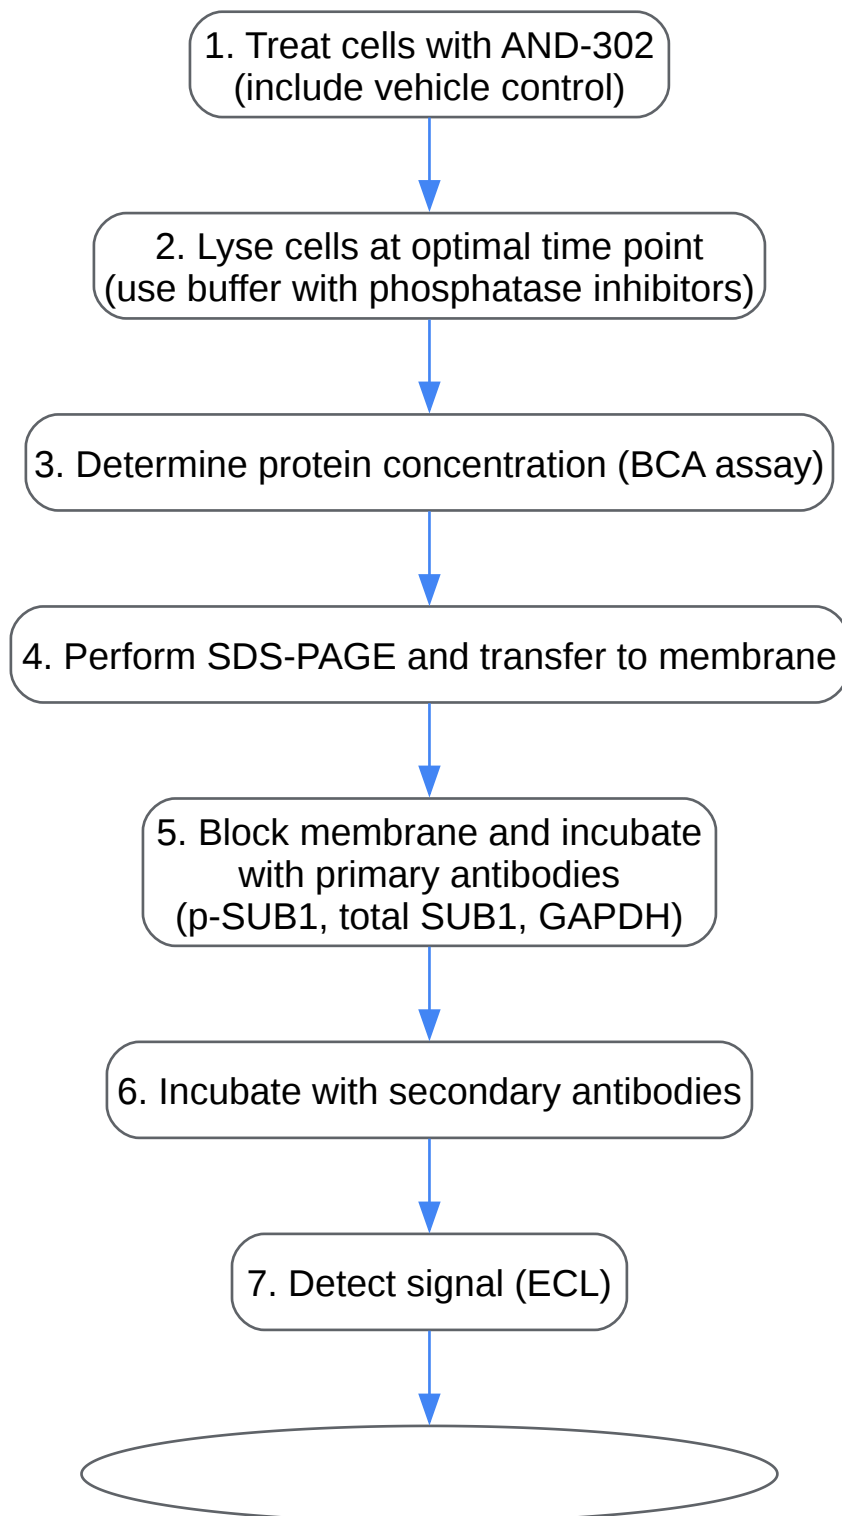 1. Treat cells with AND-302
(include vehicle control)
2. Lyse cells at optimal time point
(use buffer with phosphatase inhibitors)
3. Determine protein concentration (BCA assay)
4. Perform SDS-PAGE and transfer to membrane
5. Block membrane and incubate
with primary antibodies
(p-SUB1, total SUB1, GAPDH)
6. Incubate with secondary antibodies
7. Detect signal (ECL)